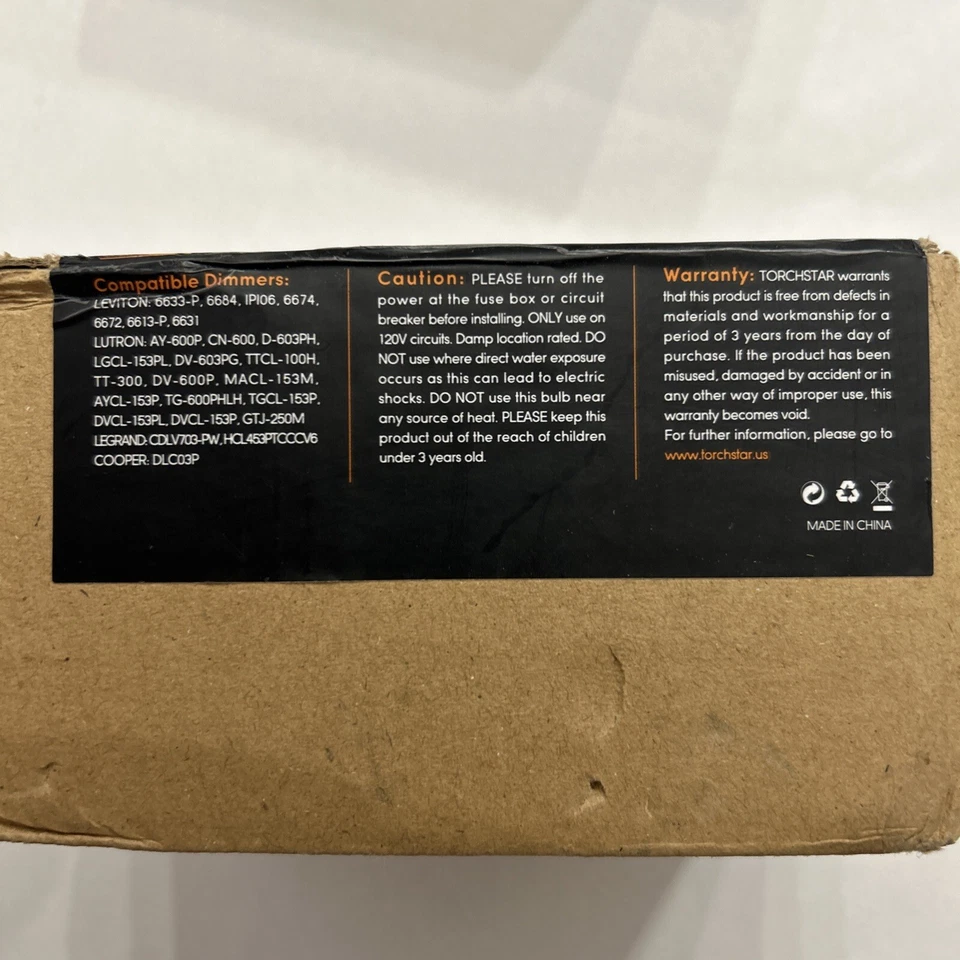 Compatible Dimmers:
LEVITON: 6633-P, 6684, IPI06, 6674,
6672, 6613-P, 6631
LUTRON: AY-600P, CN-600, D-603PH,
LGCL-153PL, DV-603PG, TTCL-100H,
TT-300, DV-600P, MACL-153M,
AYCL-153P, TG-600PHLH, TGCL-153P,
DVCL-153PL, DVCL-153P, GTJ-250M
LEGRAND: CDLV703-PW, HCL453PTCCCV6
COOPER: DLC03P
Caution: PLEASE turn off the
power at the fuse box or circuit
breaker before installing. ONLY use on
120V circuits. Damp location rated. DO
NOT use where direct water exposure
occurs as this can lead to electric
shocks. DO NOT use this bulb near
any source of heat. PLEASE keep this
product out of the reach of children
under 3 years old.
Warranty: TORCHSTAR warrants
that this product is free from defects in
materials and workmanship for a
period of 3 years from the day of
purchase. If the product has been
misused, damaged by accident or in
any other way of improper use, this
warranty becomes void.
For further information, please go to
www.torchstar.us
MADE IN CHINA